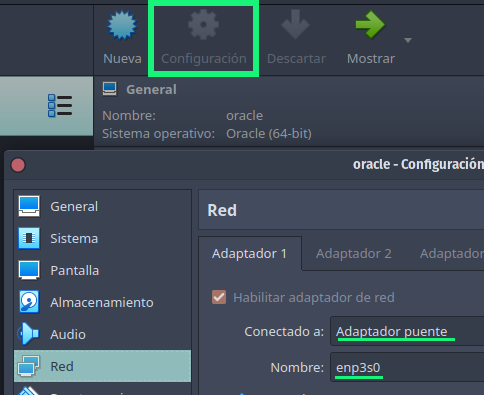 Nueva Configuración Descartar Mostrar
General
Nombre: oracle
Sistema operativo: Oracle (64-bit)
oracle - Configuración
General
Sistema
Pantalla
Almacenamiento
Audio
Red
Red
Adaptador 1 Adaptador 2 Adaptador
Habilitar adaptador de red
Conectado a: Adaptador puente
Nombre: enp3s0